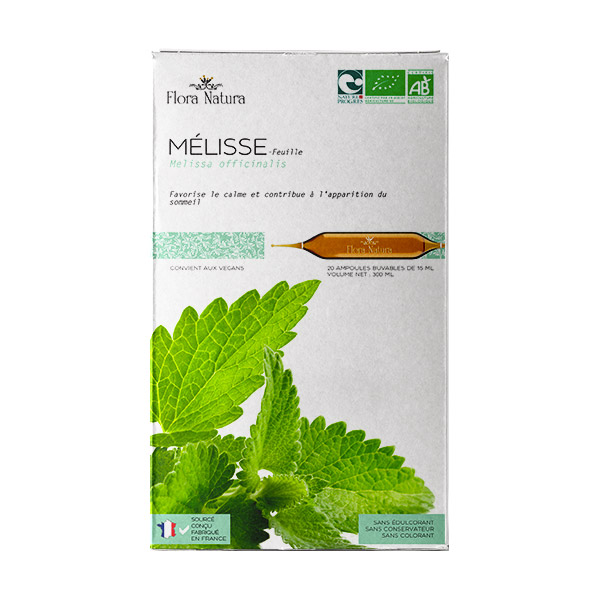 Flora Natura
NATURE & PROGRÈS
AB
MÉLISSE -Feuille
Melissa officinalis
Favorise le calme et contribue à l'apparition du
sommeil
Flora Natura
CONVIENT AUX VEGANS
20 AMPOULES BUVABLES DE 15 ML
VOLUME NET : 300 ML
SOURCÉ
CONÇU
FABRIQUÉ
EN FRANCE
SANS ÉDULCORANT
SANS CONSERVATEUR
SANS COLORANT